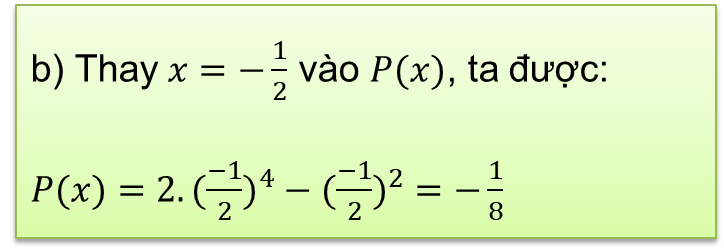 b) Thay x = −1/2 vào P(x), ta được:
P(x) = 2.(−1/2)⁴ − (−1/2)² = −1/8